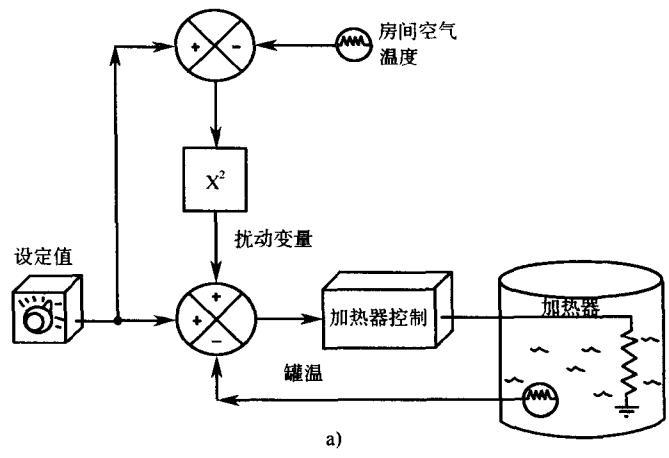 房间空气
温度
+ −
X²
扰动变量
设定值
+
+
−
加热器控制
加热器
罐温
a)